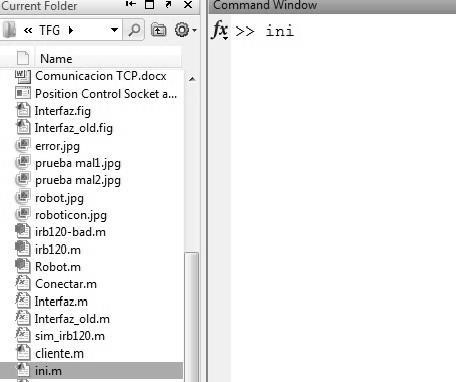 Current Folder
Command Window
« TFG
fx >> ini
Name
Comunicacion TCP.docx
Position Control Socket a...
Interfaz.fig
Interfaz_old.fig
error.jpg
prueba mal1.jpg
prueba mal2.jpg
robot.jpg
roboticon.jpg
irb120-bad.m
irb120.m
Robot.m
Conectar.m
Interfaz.m
Interfaz_old.m
sim_irb120.m
cliente.m
ini.m